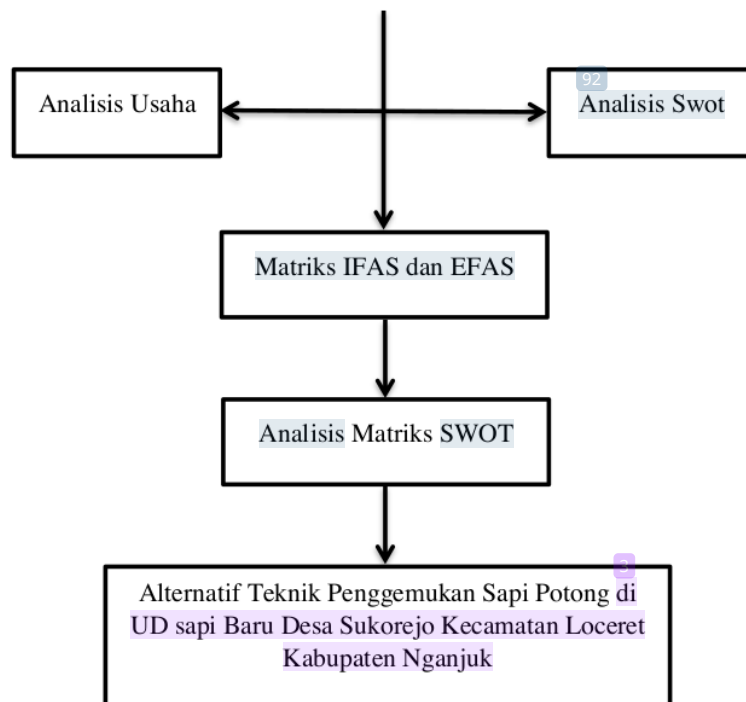 Analisis Usaha
92
Analisis Swot
Matriks IFAS dan EFAS
Analisis Matriks SWOT
3
Alternatif Teknik Penggemukan Sapi Potong di
UD sapi Baru Desa Sukorejo Kecamatan Loceret
Kabupaten Nganjuk